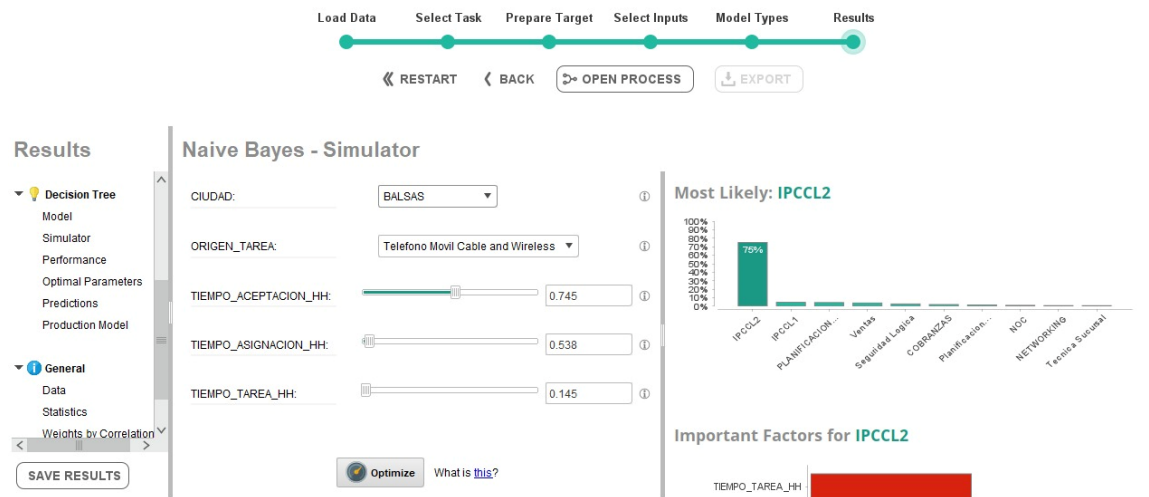 Load Data Select Task Prepare Target Select Inputs Model Types Results
RESTART BACK OPEN PROCESS EXPORT
Results
Decision Tree
Model
Simulator
Performance
Optimal Parameters
Predictions
Production Model
General
Data
Statistics
Weights by Correlation
SAVE RESULTS
Naive Bayes - Simulator
CIUDAD: BALSAS
ORIGEN_TAREA: Telefono Movil Cable and Wireless
TIEMPO_ACEPTACION_HH: 0.745
TIEMPO_ASIGNACION_HH: 0.538
TIEMPO_TAREA_HH: 0.145
Optimize What is this?
Most Likely: IPCCL2
100%
90%
80%
70%
60%
50%
40%
30%
20%
10%
0%
75%
IPCCL2 IPCCL1 PLANIFICACION... Ventas Seguridad Logica COBRANZAS Planificacion... NOC NETWORKING Tecnica Sucursal
Important Factors for IPCCL2
TIEMPO_TAREA_HH